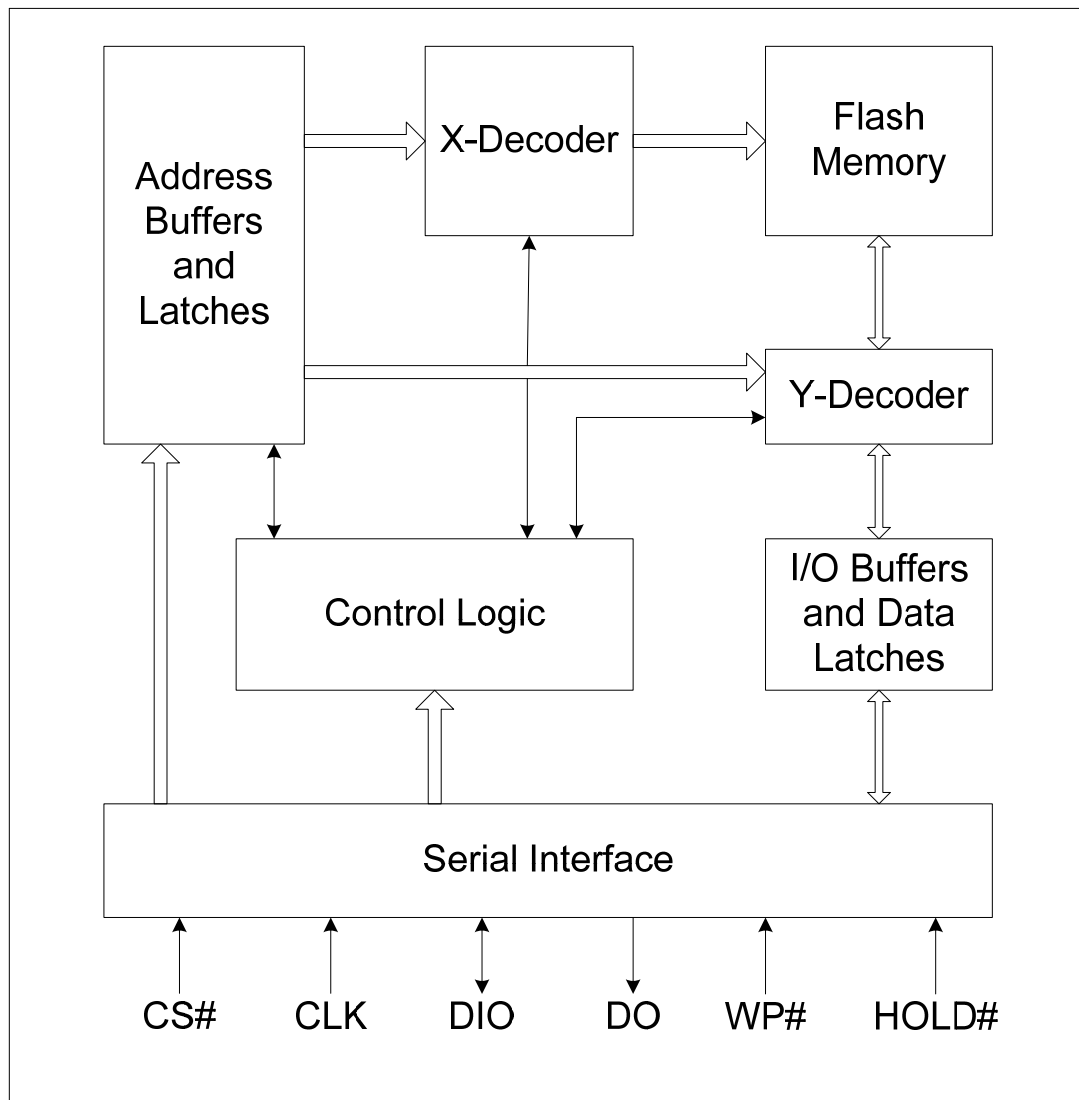 Address
Buffers
and
Latches
X-Decoder
Flash
Memory
Y-Decoder
Control Logic
I/O Buffers
and Data
Latches
Serial Interface
CS#
CLK
DIO
DO
WP#
HOLD#